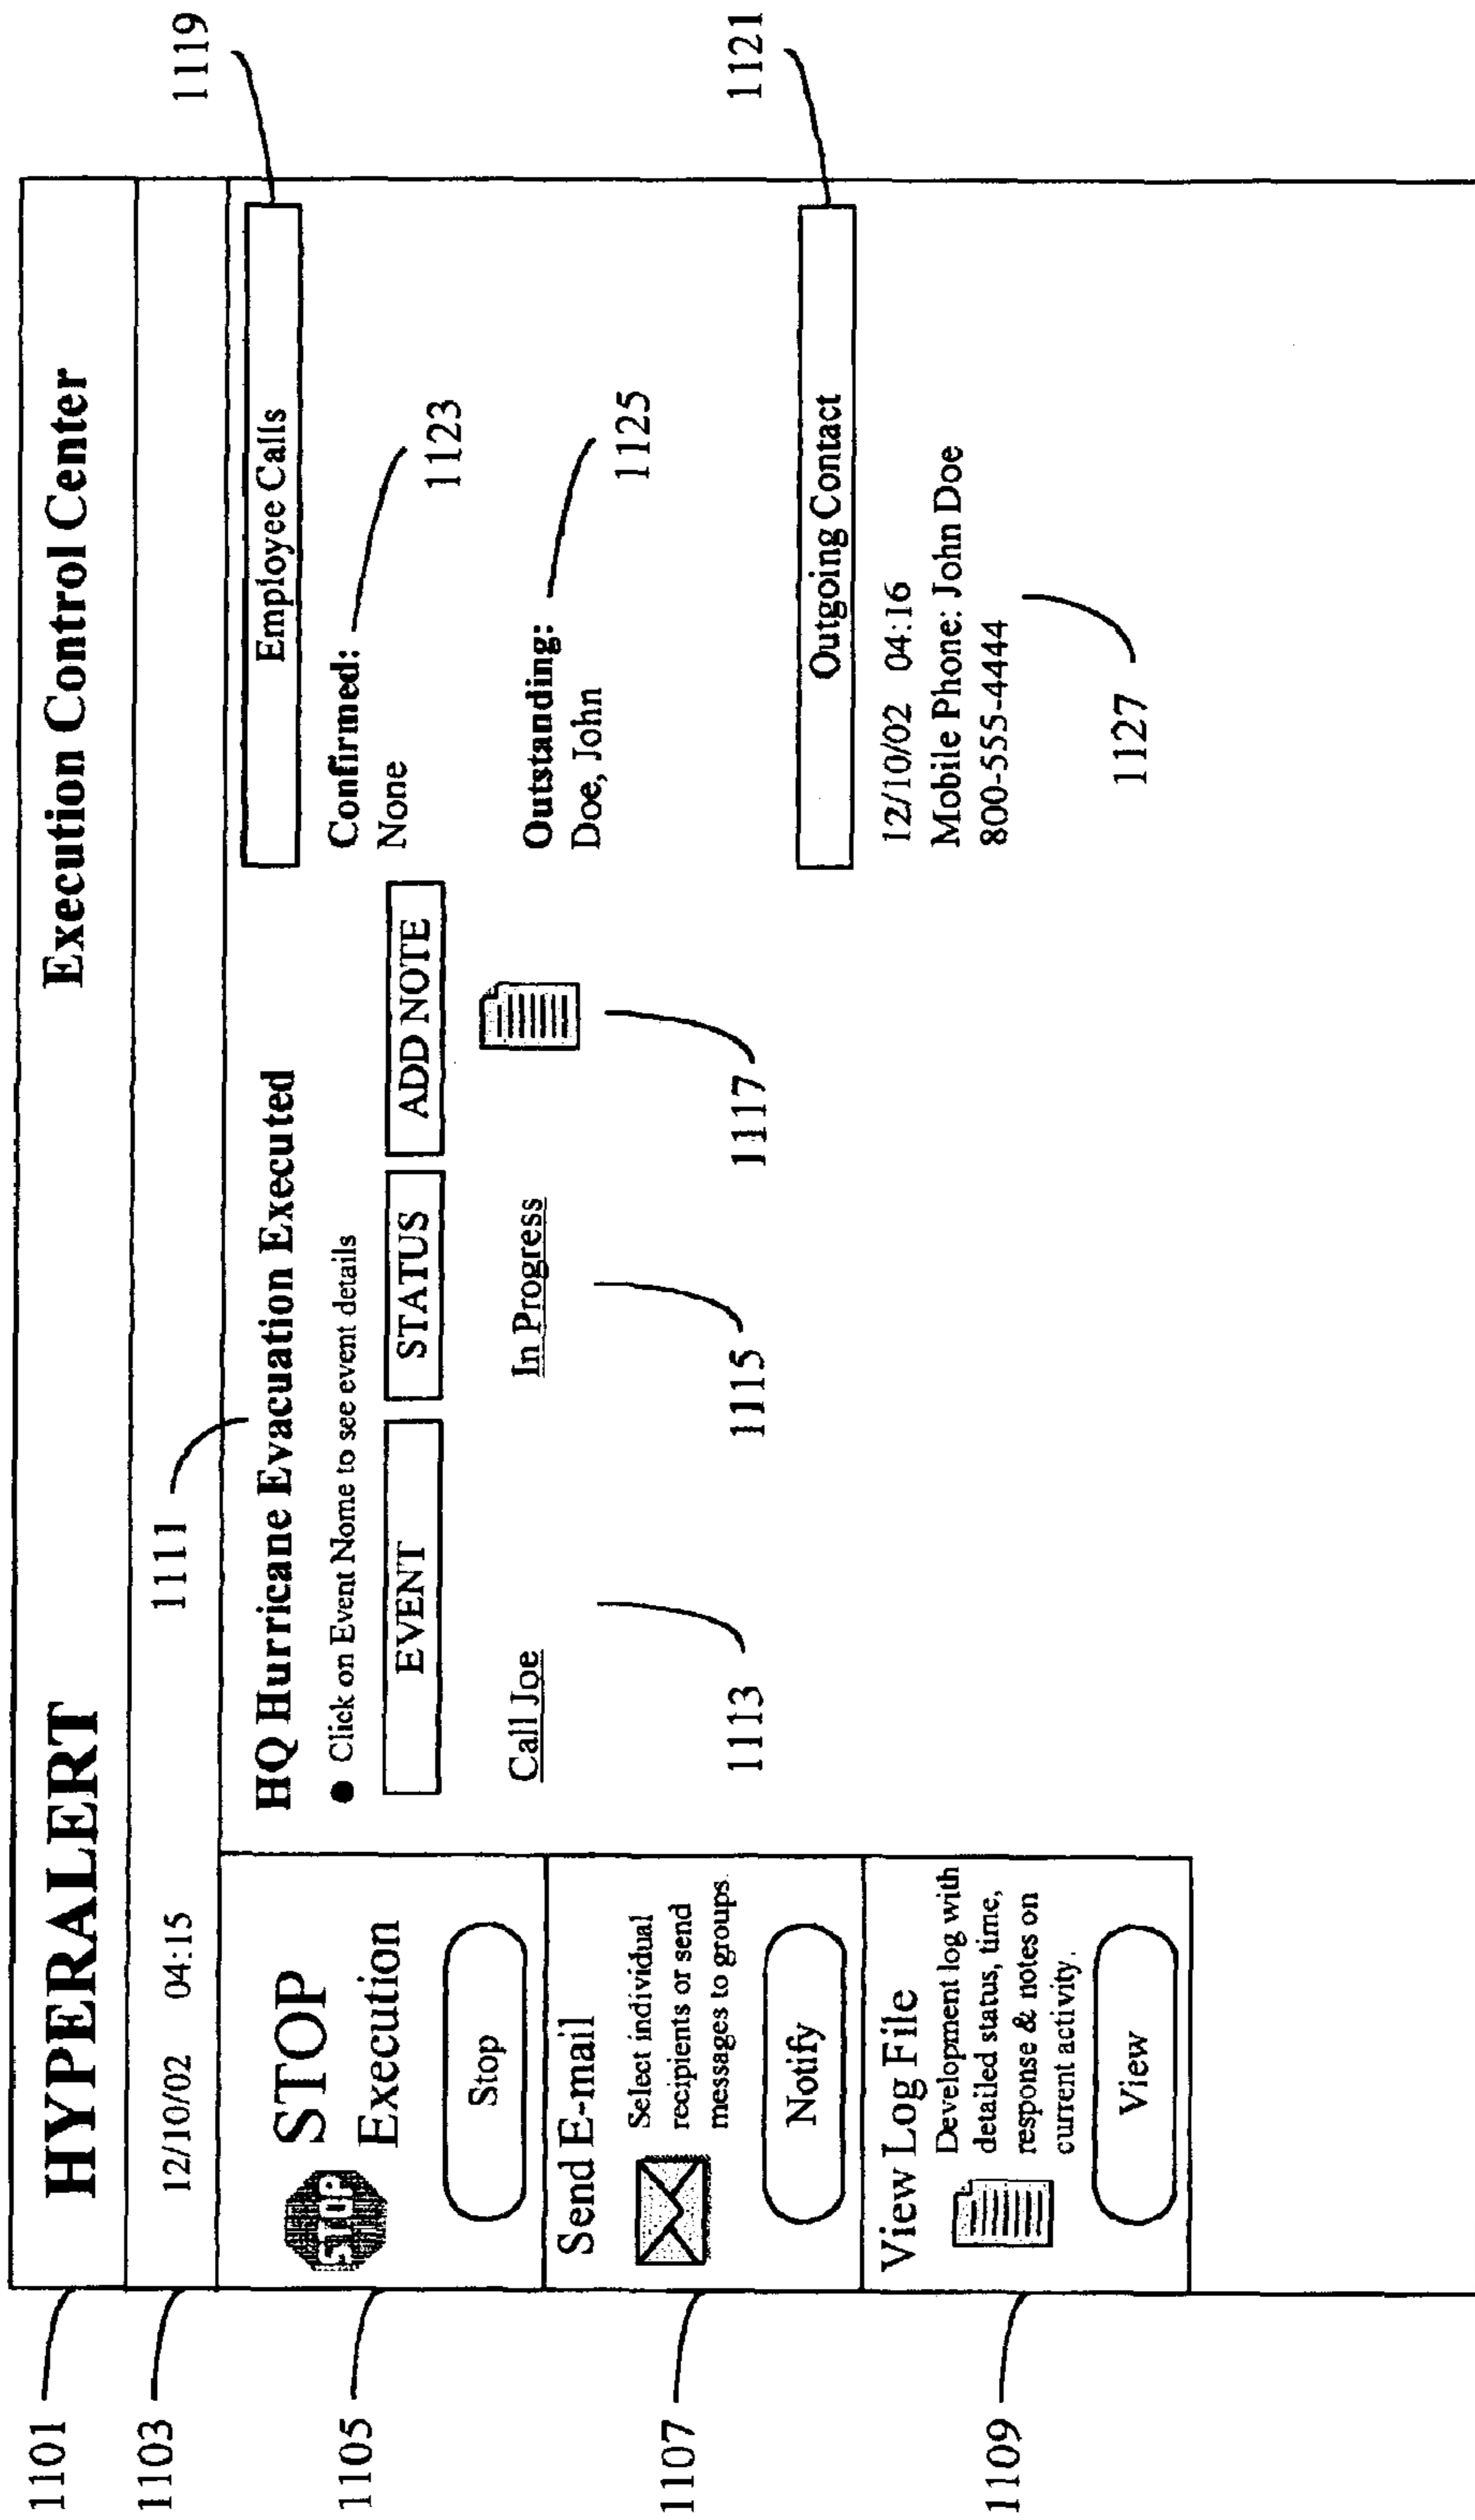 1101
HYPERALERT
Execution Control Center
1103
12/10/02 04:15
1111
1105
STOP
STOP
Execution
Stop
1107
Send E-mail
Select individual
recipients or send
messages to groups.
Notify
1109
View Log File
Development log with
detailed status, time,
response & notes on
current activity.
View
HQ Hurricane Evacuation Executed
● Click on Event Nome to see event details
EVENT
STATUS
ADD NOTE
Call Joe
In Progress
1113
1115
1117
1119
Employee Calls
Confirmed:
None
1123
Outstanding:
Doe, John
1125
1121
Outgoing Contact
12/10/02 04:16
Mobile Phone: John Doe
800-555-4444
1127